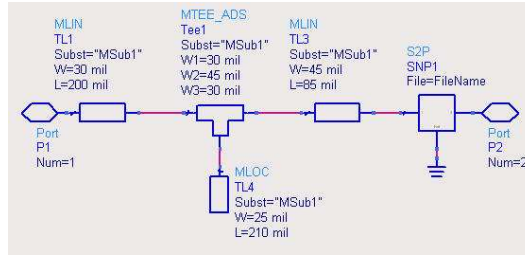 MLIN
TL1
Subst="MSub1"
W=30 mil
L=200 mil
MTEE_ADS
Tee1
Subst="MSub1"
W1=30 mil
W2=45 mil
W3=30 mil
MLIN
TL3
Subst="MSub1"
W=45 mil
L=85 mil
S2P
SNP1
File=FileName
Port
P1
Num=1
MLOC
TL4
Subst="MSub1"
W=25 mil
L=210 mil
Port
P2
Num=2